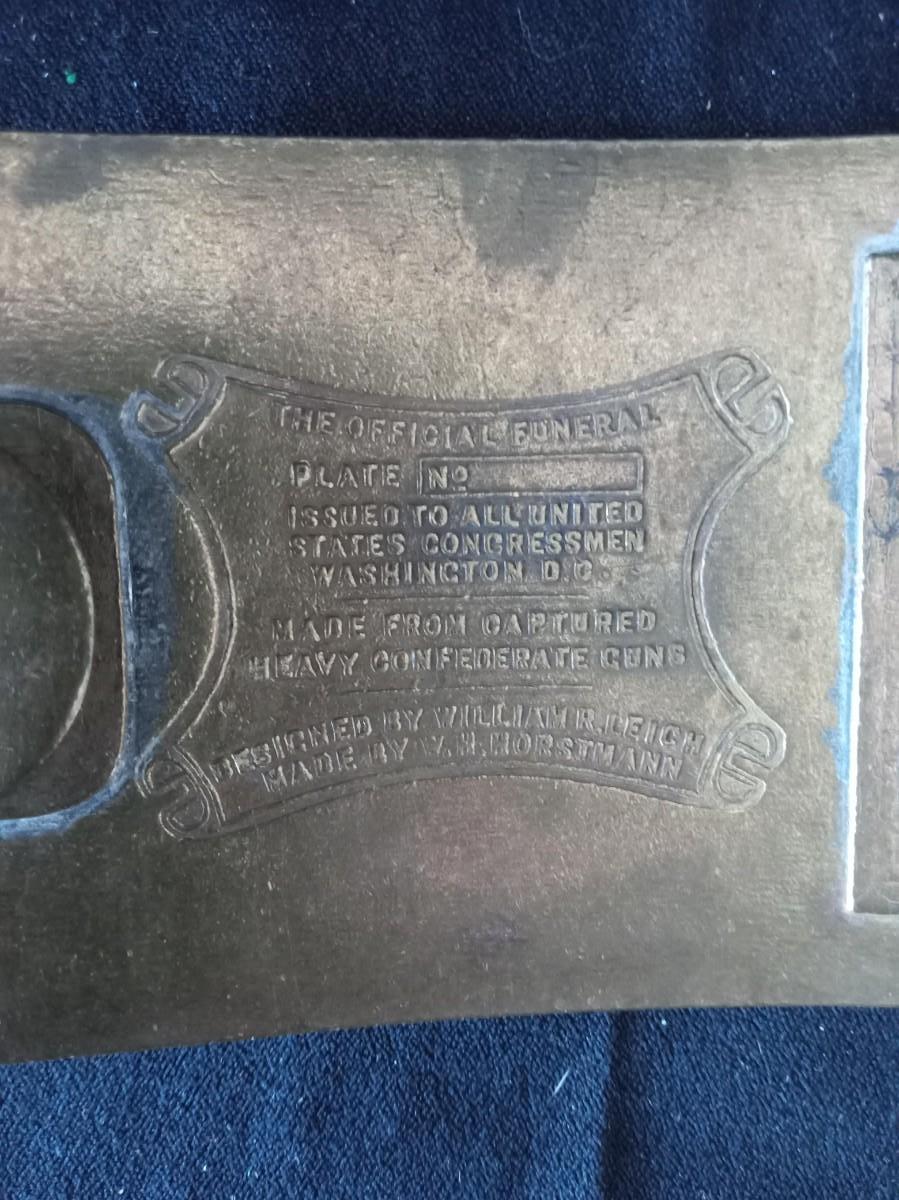 THE OFFICIAL FUNERAL
PLATE Nº
ISSUED TO ALL UNITED
STATES CONGRESSMEN
WASHINGTON. D.C.
MADE FROM CAPTURED
HEAVY CONFEDERATE GUNS
DESIGNED BY WILLIAM R. LEIGH
MADE BY W.H. HORSTMANN